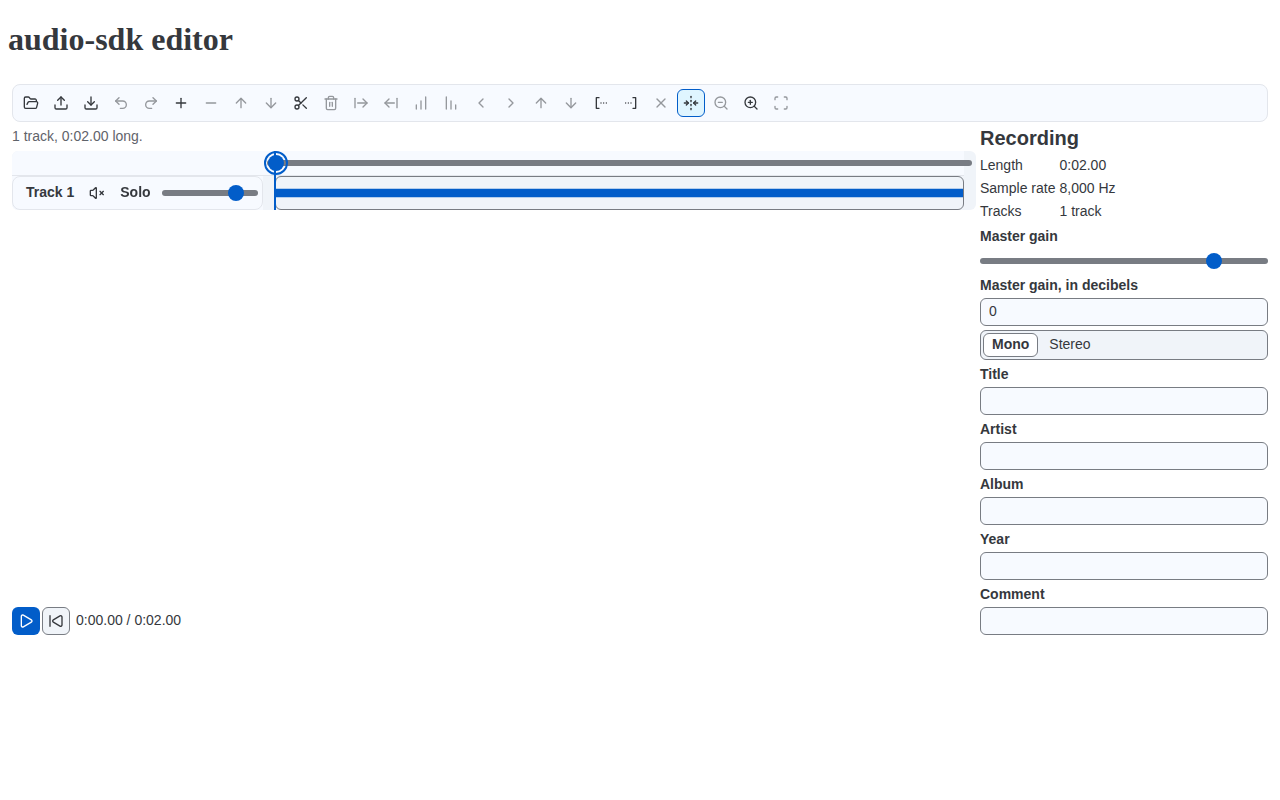 audio-sdk editor
1 track, 0:02.00 long.
Track 1 Solo
Recording
Length 0:02.00
Sample rate 8,000 Hz
Tracks 1 track
Master gain
Master gain, in decibels
0
Mono Stereo
Title
Artist
Album
Year
Comment
0:00.00 / 0:02.00